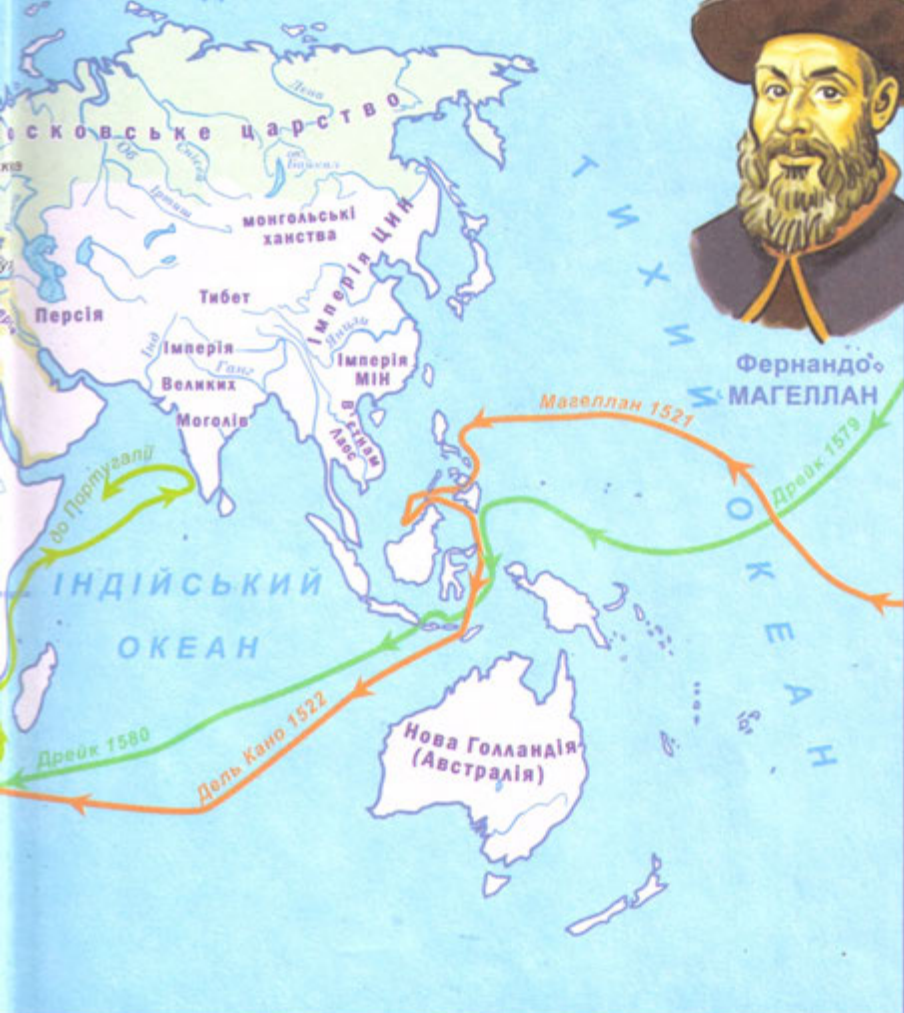 Лена
осковське царство
Об
Єнісей
оз. Байкал
Іртиш
монгольські
ханства
Імперія ЦИН
Тибет
Персія
Янцзи
Інд
Імперія
Ганг
Великих
Моголів
Імперія
МІН
В'єтнам
Лаос
ТИХИЙ ОКЕАН
Фернандо
МАГЕЛЛАН
Магеллан 1521
Дрейк 1579
до Португалії
ІНДІЙСЬКИЙ
ОКЕАН
Дрейк 1580
Дель Кано 1522
Нова Голландія
(Австралія)